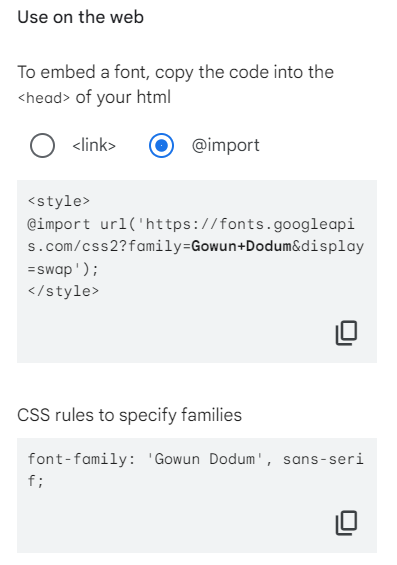 Use on the web
To embed a font, copy the code into the
<head> of your html
<link> @import
<style>
@import url('https://fonts.googleapi
s.com/css2?family=Gowun+Dodum&display
=swap');
</style>
CSS rules to specify families
font-family: 'Gowun Dodum', sans-seri
f;